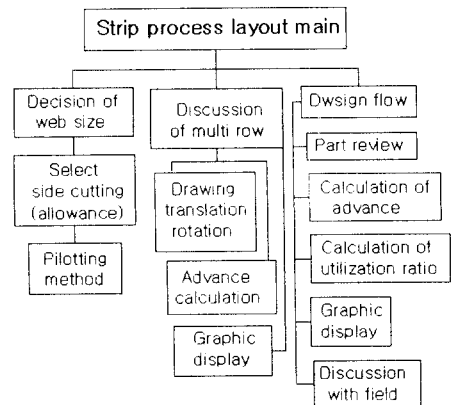 Strip process layout main
Decision of
web size
Select
side cutting
(allowance)
Pilotting
method
Discussion
of multi row
Drawing
translation
rotation
Advance
calculation
Graphic
display
Dwsign flow
Part review
Calculation of
advance
Calculation of
utilization ratio
Graphic
display
Discussion
with field